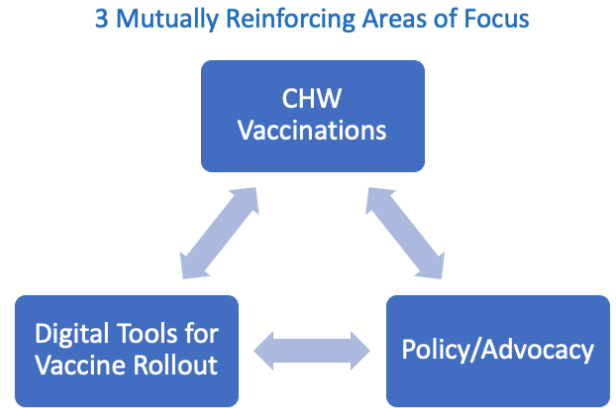 3 Mutually Reinforcing Areas of Focus
CHW
Vaccinations
Digital Tools for
Vaccine Rollout
Policy/Advocacy